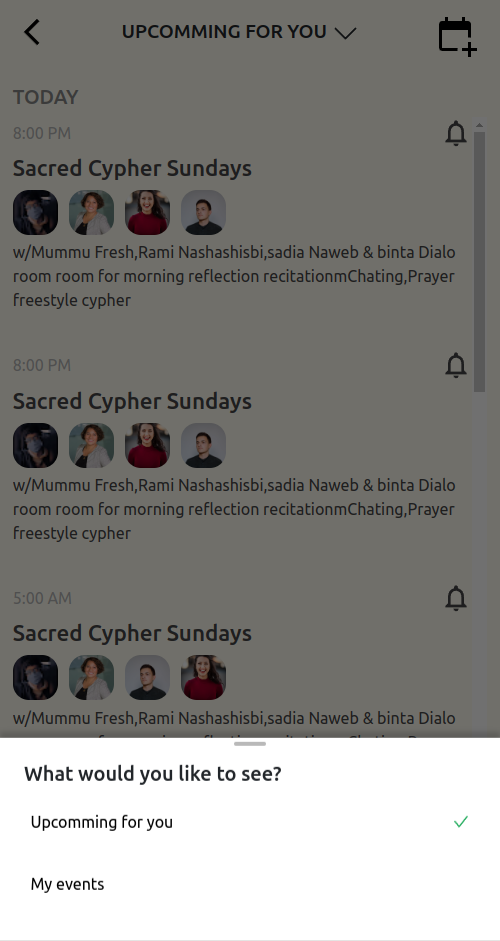 UPCOMMING FOR YOU
TODAY
8:00 PM
Sacred Cypher Sundays
w/Mummu Fresh,Rami Nashashisbi,sadia Naweb & binta Dialo
room room for morning reflection recitationmChating,Prayer
freestyle cypher
8:00 PM
Sacred Cypher Sundays
w/Mummu Fresh,Rami Nashashisbi,sadia Naweb & binta Dialo
room room for morning reflection recitationmChating,Prayer
freestyle cypher
5:00 AM
Sacred Cypher Sundays
w/Mummu Fresh,Rami Nashashisbi,sadia Naweb & binta Dialo
What would you like to see?
Upcomming for you
My events